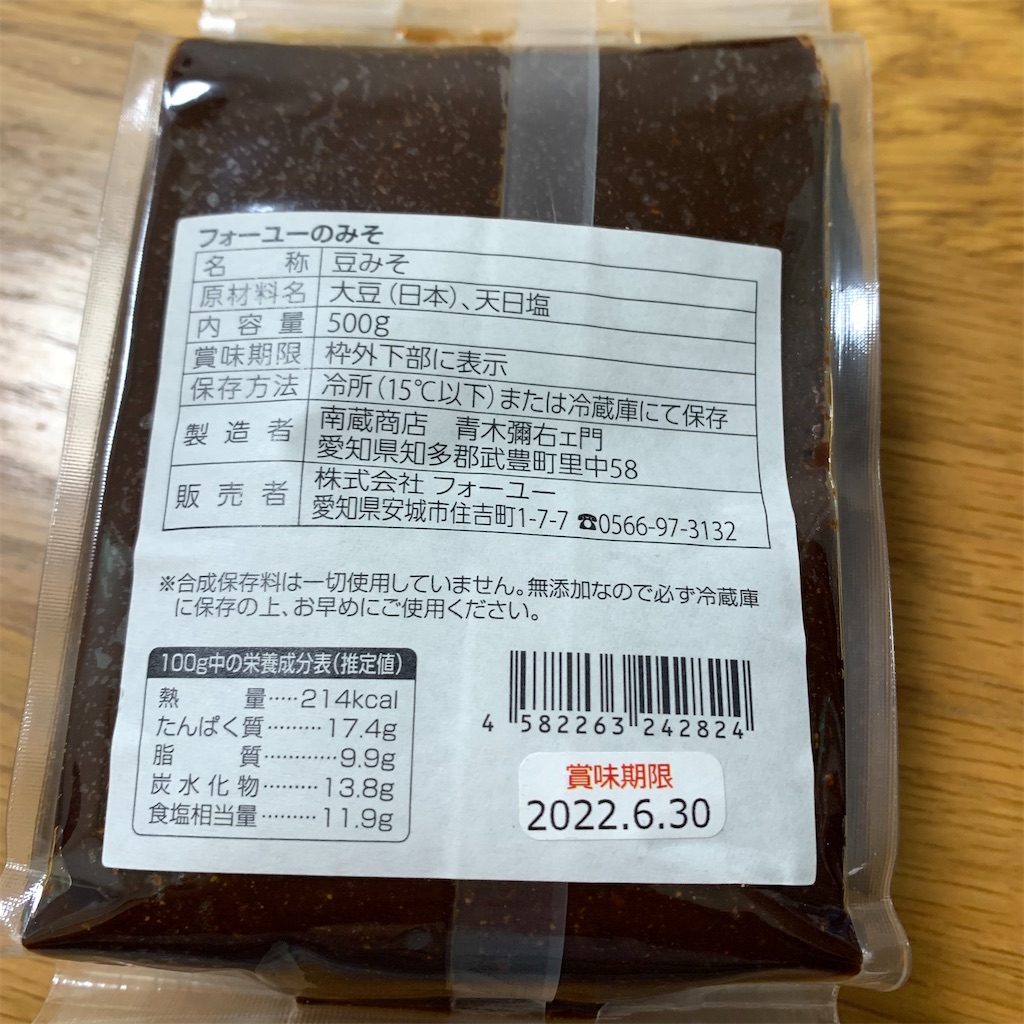 フォーユーのみそ
名称 豆みそ
原材料名 大豆(日本)、天日塩
内容量 500g
賞味期限 枠外下部に表示
保存方法 冷所(15℃以下)または冷蔵庫にて保存
製造者 南蔵商店 青木彌右ェ門
愛知県知多郡武豊町里中58
販売者 株式会社 フォーユー
愛知県安城市住吉町1-7-7 ☎0566-97-3132
※合成保存料は一切使用していません。無添加なので必ず冷蔵庫
に保存の上、お早めにご使用ください。
100g中の栄養成分表(推定値)
熱量‥‥‥214kcal
たんぱく質‥‥‥17.4g
脂質‥‥‥9.9g
炭水化物‥‥‥13.8g
食塩相当量‥‥‥11.9g
4 582263 242824
賞味期限
2022.6.30